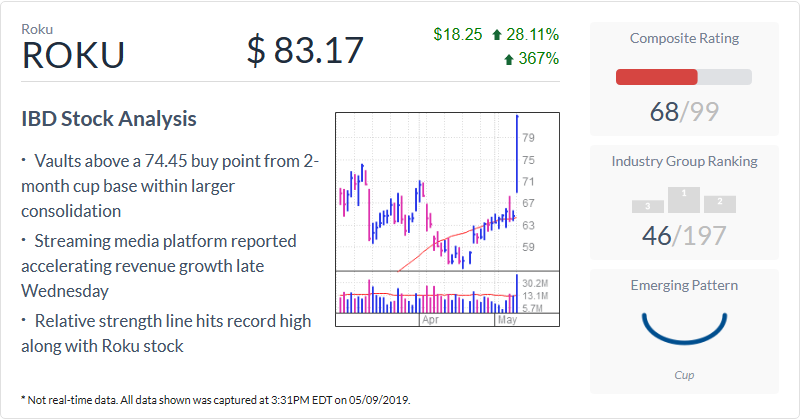 Roku
ROKU
$ 83.17
$18.25 28.11%
367%
IBD Stock Analysis
· Vaults above a 74.45 buy point from 2-
month cup base within larger
consolidation
· Streaming media platform reported
accelerating revenue growth late
Wednesday
· Relative strength line hits record high
along with Roku stock
79
75
71
67
63
59
30.2M
13.1M
5.7M
Apr May
* Not real-time data. All data shown was captured at 3:31PM EDT on 05/09/2019.
Composite Rating
68/99
Industry Group Ranking
3 1 2
46/197
Emerging Pattern
Cup